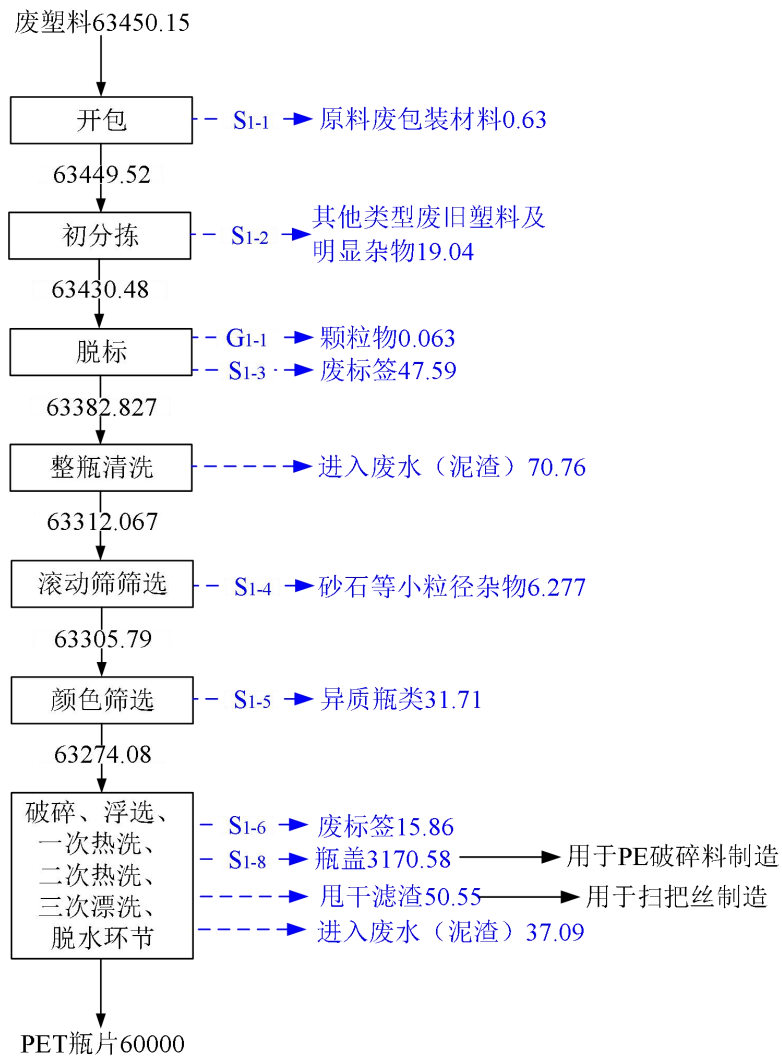 废塑料63450.15
开包
S1-1
原料废包装材料0.63
63449.52
初分拣
S1-2
其他类型废旧塑料及
明显杂物19.04
63430.48
脱标
G1-1
颗粒物0.063
S1-3
废标签47.59
63382.827
整瓶清洗
进入废水（泥渣）70.76
63312.067
滚动筛筛选
S1-4
砂石等小粒径杂物6.277
63305.79
颜色筛选
S1-5
异质瓶类31.71
63274.08
破碎、浮选、
一次热洗、
二次热洗、
三次漂洗、
脱水环节
S1-6
废标签15.86
S1-8
瓶盖3170.58
用于PE破碎料制造
甩干滤渣50.55
用于扫把丝制造
进入废水（泥渣）37.09
PET瓶片60000